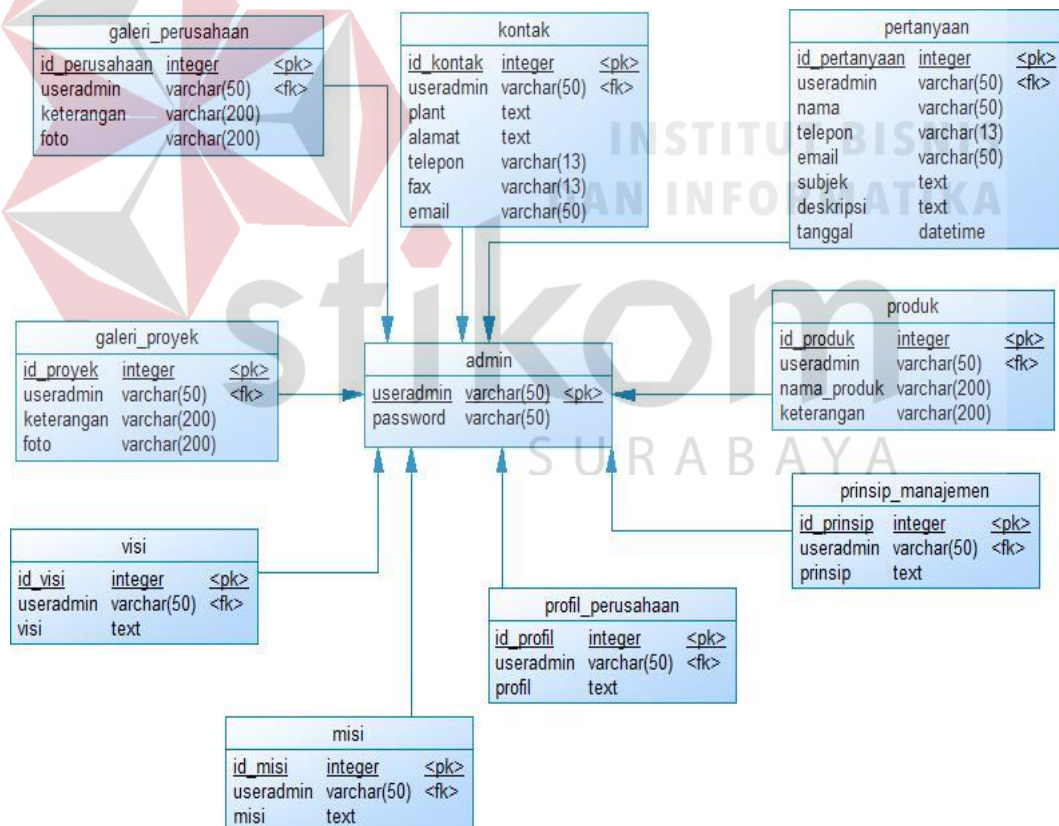 galeri_perusahaan
id_perusahaan integer <pk>
useradmin varchar(50) <fk>
keterangan varchar(200)
foto varchar(200)
kontak
id_kontak integer <pk>
useradmin varchar(50) <fk>
plant text
alamat text
telepon varchar(13)
fax varchar(13)
email varchar(50)
pertanyaan
id_pertanyaan integer <pk>
useradmin varchar(50) <fk>
nama varchar(50)
telepon varchar(13)
email varchar(50)
subjek text
deskripsi text
tanggal datetime
INSTITUT BISNIS
DAN INFORMATIKA
stikom
SURABAYA
galeri_proyek
id_proyek integer <pk>
useradmin varchar(50) <fk>
keterangan varchar(200)
foto varchar(200)
admin
useradmin varchar(50) <pk>
password varchar(50)
produk
id_produk integer <pk>
useradmin varchar(50) <fk>
nama_produk varchar(200)
keterangan varchar(200)
prinsip_manajemen
id_prinsip integer <pk>
useradmin varchar(50) <fk>
prinsip text
visi
id_visi integer <pk>
useradmin varchar(50) <fk>
visi text
profil_perusahaan
id_profil integer <pk>
useradmin varchar(50) <fk>
profil text
misi
id_misi integer <pk>
useradmin varchar(50) <fk>
misi text